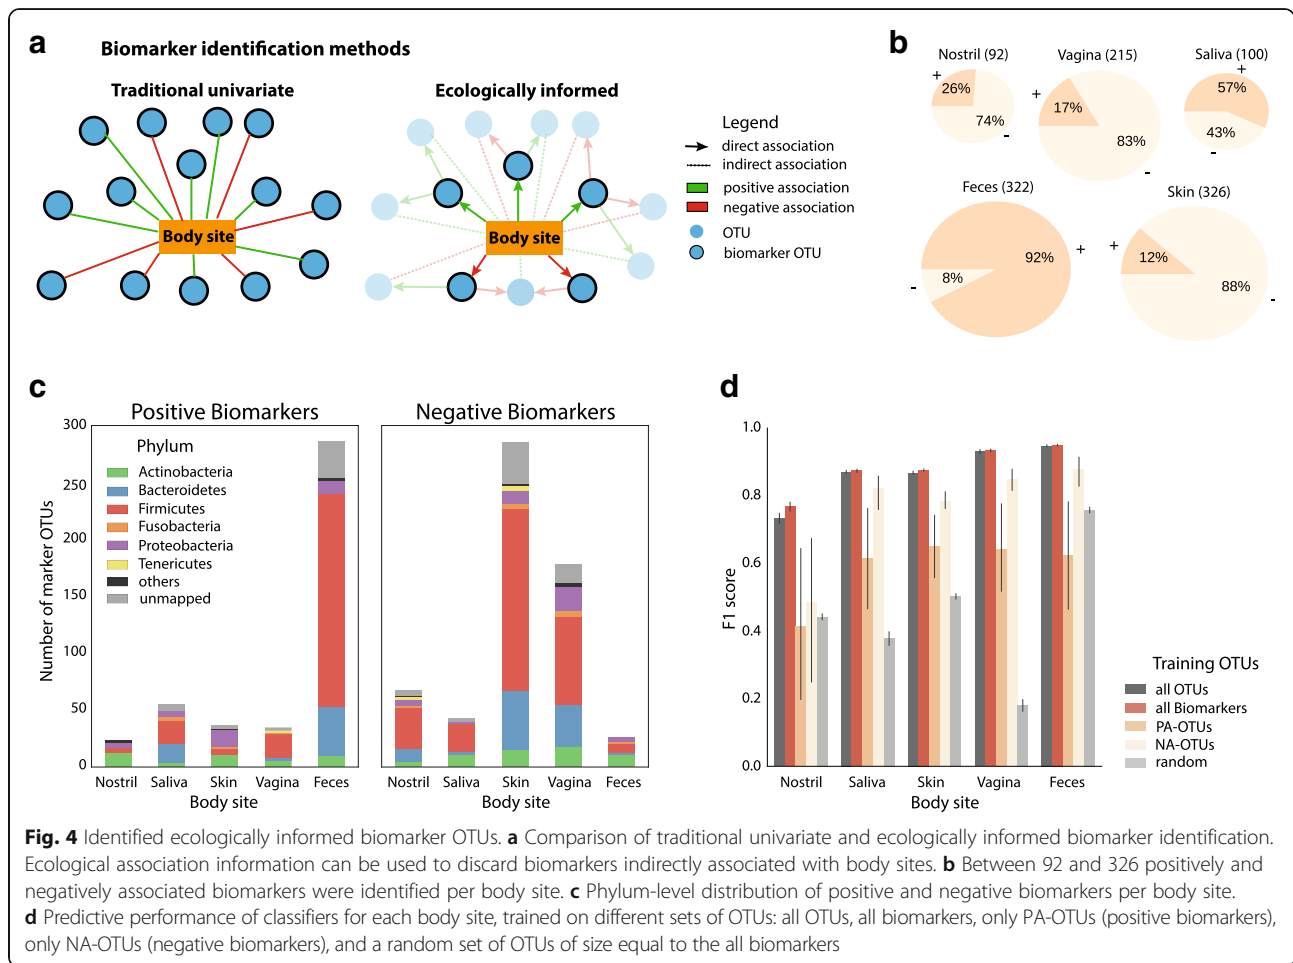 a
Biomarker identification methods
Traditional univariate
Ecologically informed
Body site
Body site
Legend
direct association
indirect association
positive association
negative association
OTU
biomarker OTU
b
Nostril (92)
+
26%
74%
-
Vagina (215)
+
17%
83%
-
Saliva (100)
+
57%
43%
-
Feces (322)
+
92%
8%
-
Skin (326)
+
12%
88%
-
c
Positive Biomarkers
Negative Biomarkers
Number of marker OTUs
300
250
200
150
100
50
0
Phylum
Actinobacteria
Bacteroidetes
Firmicutes
Fusobacteria
Proteobacteria
Tenericutes
others
unmapped
Nostril Saliva Skin Vagina Feces
Body site
Nostril Saliva Skin Vagina Feces
Body site
d
F1 score
1.0
0.8
0.6
0.4
0.2
0.0
Nostril Saliva Skin Vagina Feces
Body site
Training OTUs
all OTUs
all Biomarkers
PA-OTUs
NA-OTUs
random
Fig. 4 Identified ecologically informed biomarker OTUs. a Comparison of traditional univariate and ecologically informed biomarker identification.
Ecological association information can be used to discard biomarkers indirectly associated with body sites. b Between 92 and 326 positively and
negatively associated biomarkers were identified per body site. c Phylum-level distribution of positive and negative biomarkers per body site.
d Predictive performance of classifiers for each body site, trained on different sets of OTUs: all OTUs, all biomarkers, only PA-OTUs (positive biomarkers),
only NA-OTUs (negative biomarkers), and a random set of OTUs of size equal to the all biomarkers